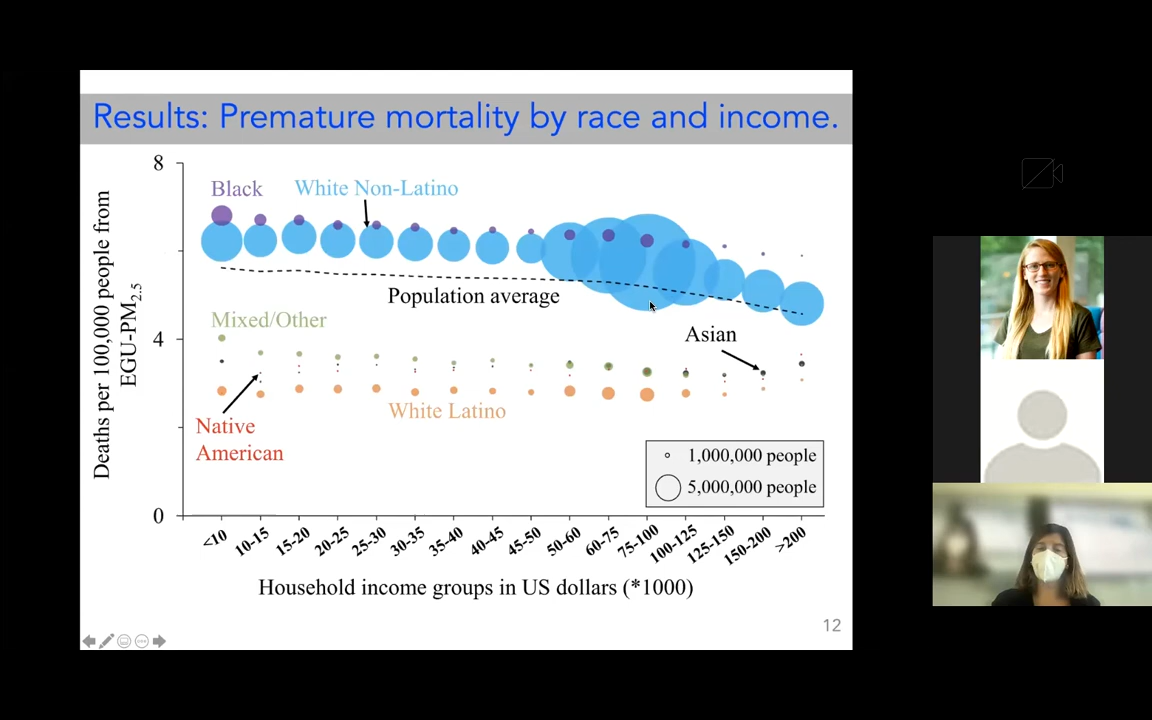 Results: Premature mortality by race and income.
8
Black
White Non-Latino
Population average
Mixed/Other
4
Asian
White Latino
Native
American
1,000,000 people
5,000,000 people
0
Deaths per 100,000 people from
EGU-PM2.5
<10
10-15
15-20
20-25
25-30
30-35
35-40
40-45
45-50
50-60
60-75
75-100
100-125
125-150
150-200
>200
Household income groups in US dollars (*1000)
12